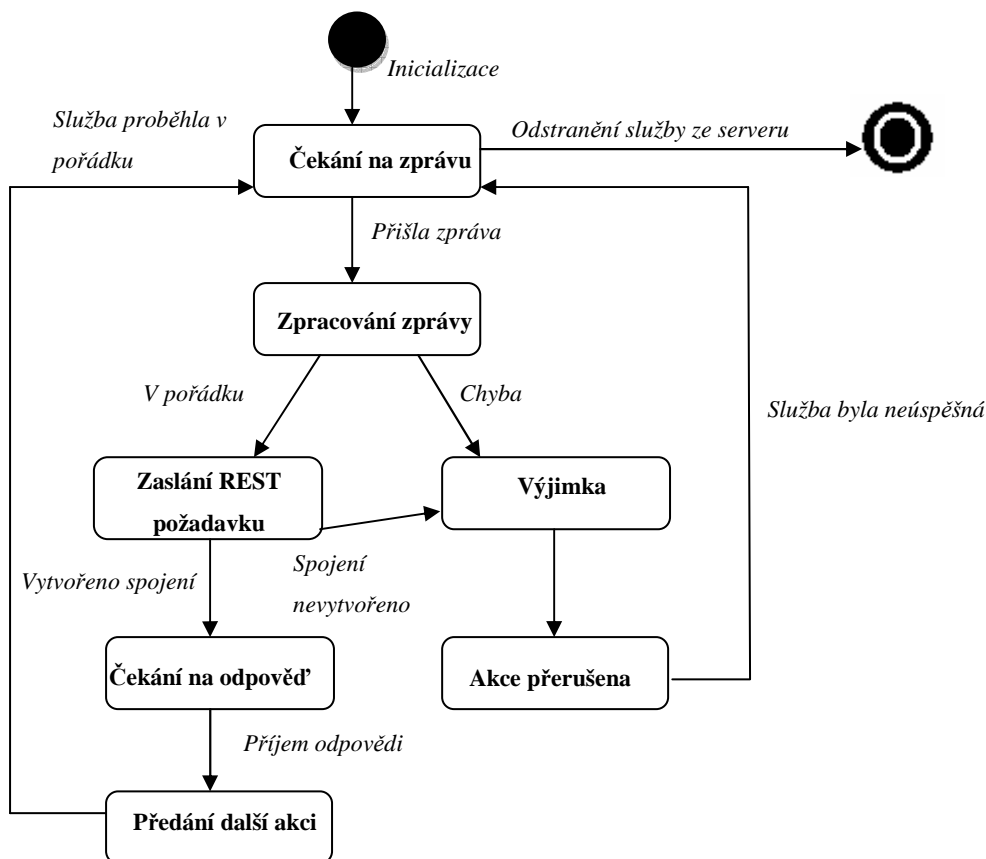 Inicializace
Služba proběhla v
pořádku
Odstranění služby ze serveru
Čekání na zprávu
Přišla zpráva
Zpracování zprávy
V pořádku
Chyba
Služba byla neúspěšná
Zaslání REST
požadavku
Výjimka
Vytvořeno spojení
Spojení
nevytvořeno
Čekání na odpověď
Akce přerušena
Příjem odpovědi
Předání další akci